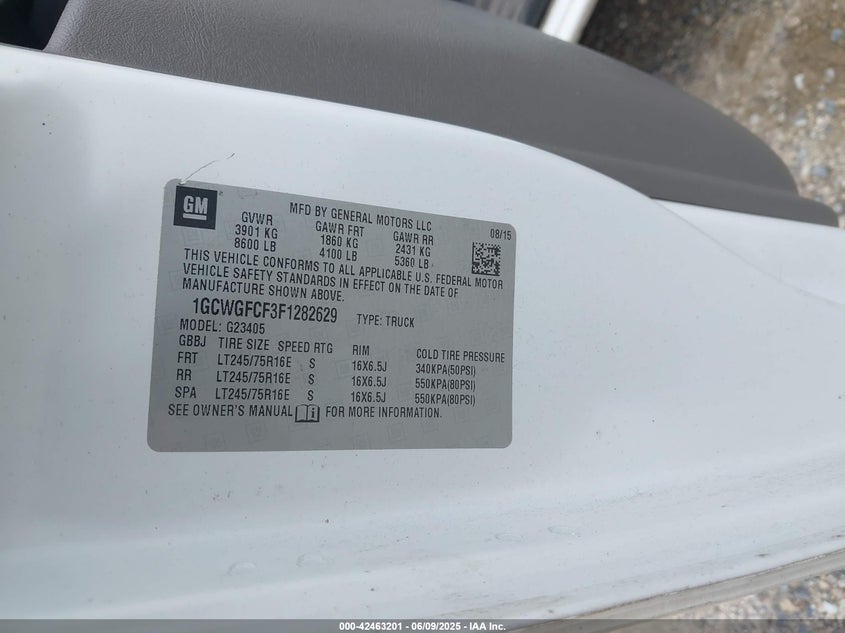 GM
MFD BY GENERAL MOTORS LLC
08/15
GVWR GAWR FRT GAWR RR
3901 KG 1860 KG 2431 KG
8600 LB 4100 LB 5360 LB
THIS VEHICLE CONFORMS TO ALL APPLICABLE U.S. FEDERAL MOTOR
VEHICLE SAFETY STANDARDS IN EFFECT ON THE DATE OF
MANUFACTURE SHOWN ABOVE.
1GCWGFCF3F1282629 TYPE: TRUCK
MODEL: G23405
GBBJ TIRE SIZE SPEED RTG RIM COLD TIRE PRESSURE
FRT LT245/75R16E S 16X6.5J 340KPA(50PSI)
RR LT245/75R16E S 16X6.5J 550KPA(80PSI)
SPA LT245/75R16E S 16X6.5J 550KPA(80PSI)
SEE OWNER'S MANUAL i FOR MORE INFORMATION.
000-42463201 - 06/09/2025 - IAA Inc.